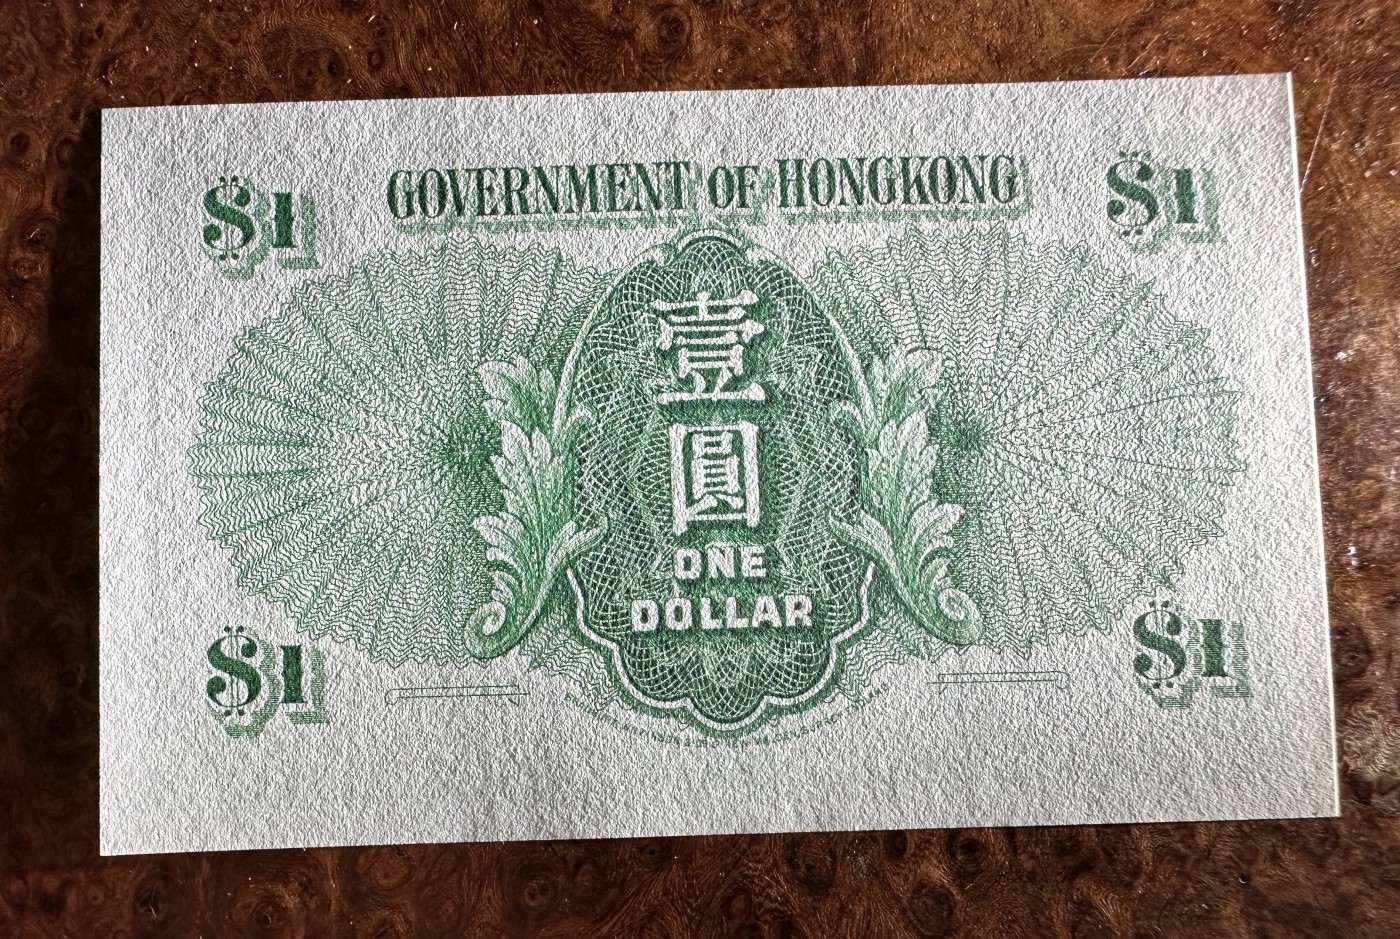 GOVERNMENT OF HONGKONG
$1
$1
壹
圓
ONE
DOLLAR
$1
$1